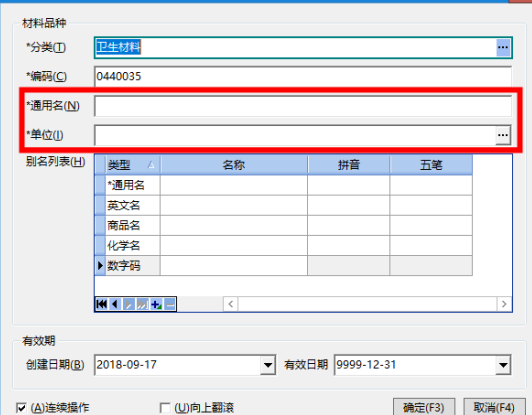 材料品种
*分类(T) 卫生材料 ...
*编码(C) 0440035
*通用名(N)
*单位(I) ...
别名列表(H) 类型 名称 拼音 五笔
*通用名
英文名
商品名
化学名
数字码
有效期
创建日期(B) 2018-09-17 有效日期 9999-12-31
(A)连续操作 (U)向上翻滚 确定(F3) 取消(F4)